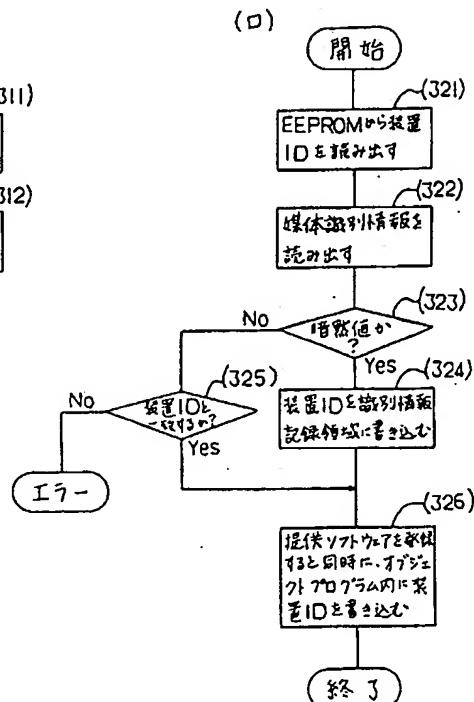 (ロ)
開始
311)
(321)
EEPROMから装置
IDを読み出す
312)
(322)
媒体識別情報を
読み出す
(323)
No
暗黙値か
?
Yes
(324)
(325)
No
装置IDと
一致するか?
装置IDを識別情報
記録領域に書き込む
Yes
エラー
(326)
提供ソフトウェアを
すると同時に、オブジェ
クトプログラム内に装
置IDを書き込む
終了